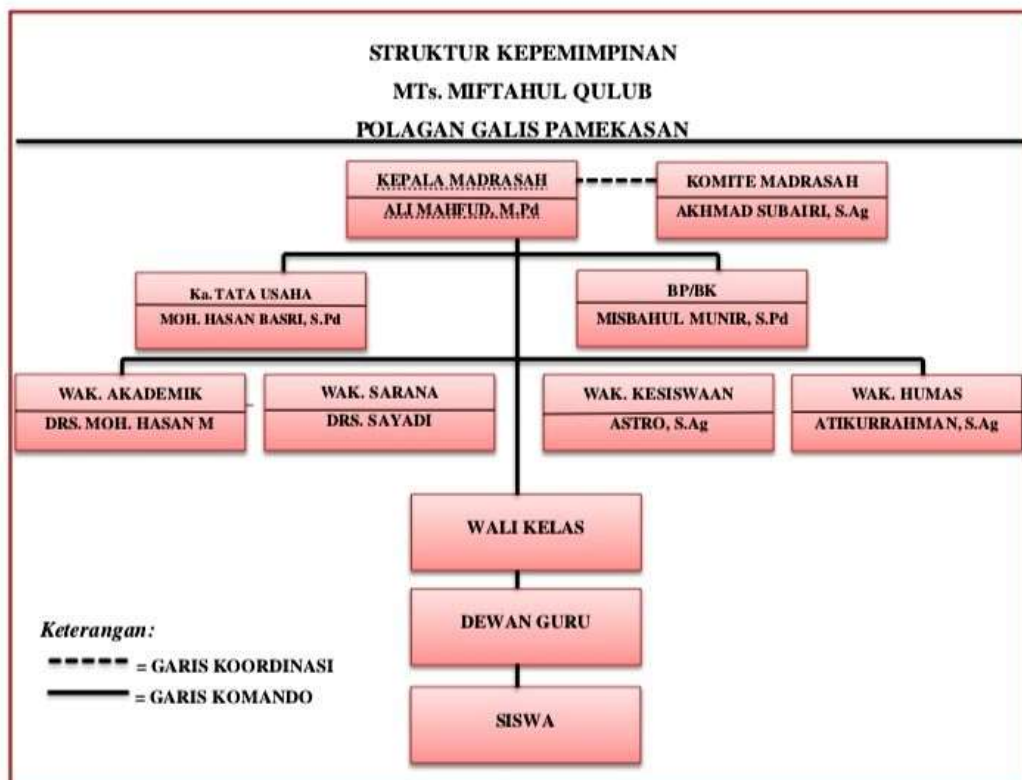 STRUKTUR KEPEMIMPINAN
MTs. MIFTAHUL QULUB
POLAGAN GALIS PAMEKASAN
KEPALA MADRASAH
ALI MAHFUD, M.Pd
KOMITE MADRASAH
AKHMAD SUBAIRI, S.Ag
Ka. TATA USAHA
MOH. HASAN BASRI, S.Pd
BP/BK
MISBAHUL MUNIR, S.Pd
WAK. AKADEMIK
DRS. MOH. HASAN M
WAK. SARANA
DRS. SAYADI
WAK. KESISWAAN
ASTRO, S.Ag
WAK. HUMAS
ATIKURRAHMAN, S.Ag
WALI KELAS
DEWAN GURU
SISWA
Keterangan:
= GARIS KOORDINASI
= GARIS KOMANDO